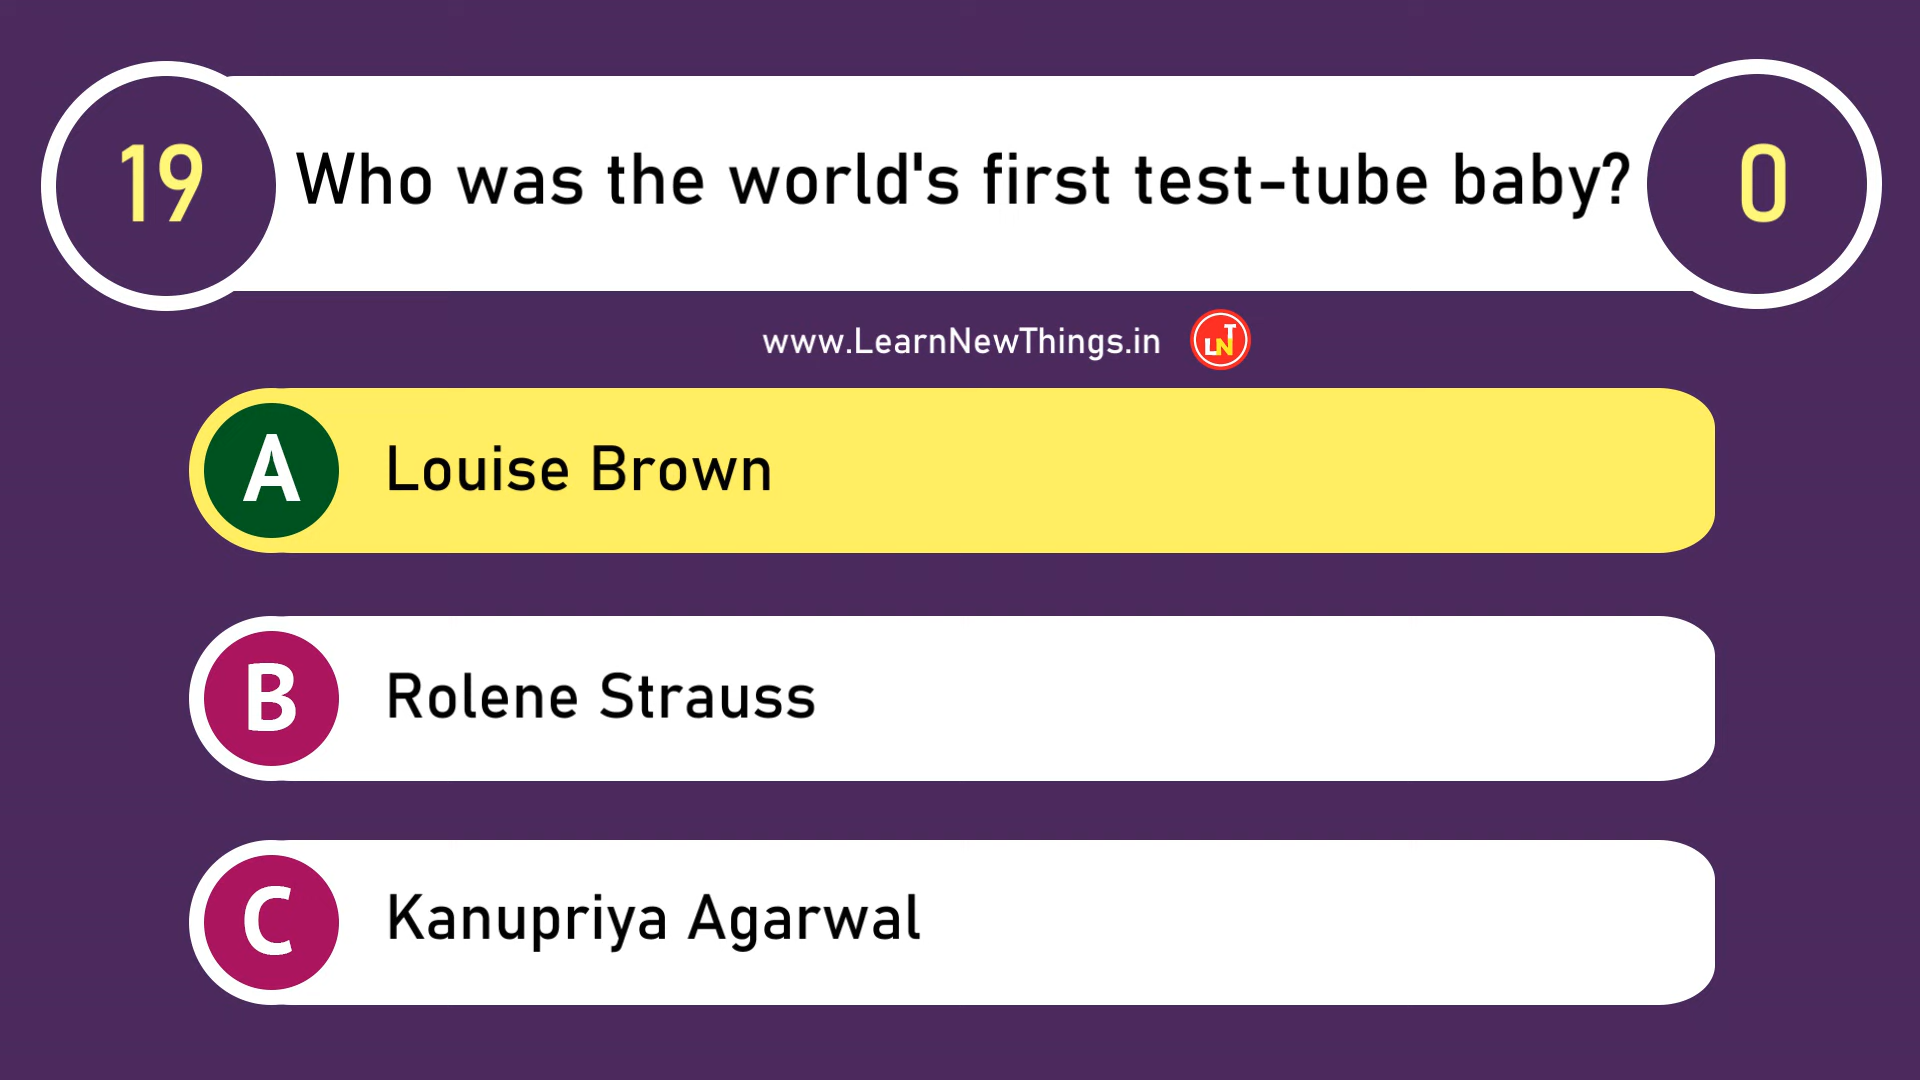 19
Who was the world's first test-tube baby?
0
www.LearnNewThings.in
LNT
A
Louise Brown
B
Rolene Strauss
C
Kanupriya Agarwal